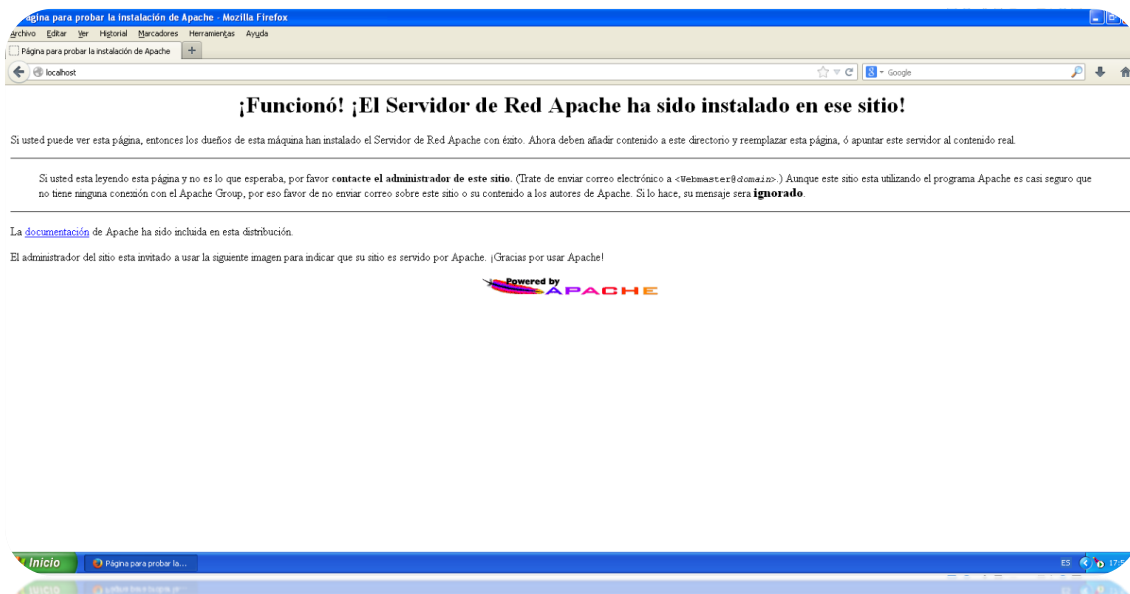 ágina para probar la instalación de Apache - Mozilla Firefox
Archivo Editar Ver Historial Marcadores Herramientas Ayuda
Página para probar la instalación de Apache +
localhost Google
¡Funcionó! ¡El Servidor de Red Apache ha sido instalado en ese sitio!
Si usted puede ver esta página, entonces los dueños de esta máquina han instalado el Servidor de Red Apache con éxito. Ahora deben añadir contenido a este directorio y reemplazar esta página, ó apuntar este servidor al contenido real.
Si usted esta leyendo esta página y no es lo que esperaba, por favor contacte el administrador de este sitio. (Trate de enviar correo electrónico a <Webmaster@domain>.) Aunque este sitio esta utilizando el programa Apache es casi seguro que
no tiene ninguna conexión con el Apache Group, por eso favor de no enviar correo sobre este sitio o su contenido a los autores de Apache. Si lo hace, su mensaje sera ignorado.
La documentación de Apache ha sido incluida en esta distribución.
El administrador del sitio esta invitado a usar la siguiente imagen para indicar que su sitio es servido por Apache. ¡Gracias por usar Apache!
Powered by
APACHE
Inicio Página para probar la... ES